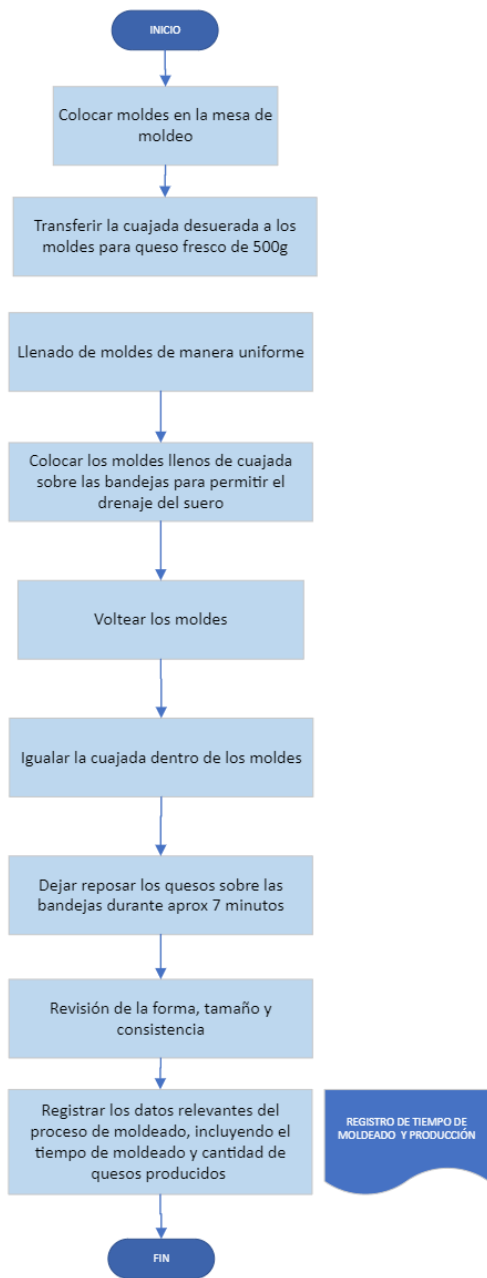 INICIO
Colocar moldes en la mesa de
moldeo
Transferir la cuajada desuerada a los
moldes para queso fresco de 500g
Llenado de moldes de manera uniforme
Colocar los moldes llenos de cuajada
sobre las bandejas para permitir el
drenaje del suero
Voltear los moldes
Igualar la cuajada dentro de los moldes
Dejar reposar los quesos sobre las
bandejas durante aprox 7 minutos
Revisión de la forma, tamaño y
consistencia
Registrar los datos relevantes del
proceso de moldeado, incluyendo el
tiempo de moldeado y cantidad de
quesos producidos
REGISTRO DE TIEMPO DE
MOLDEADO Y PRODUCCIÓN
FIN